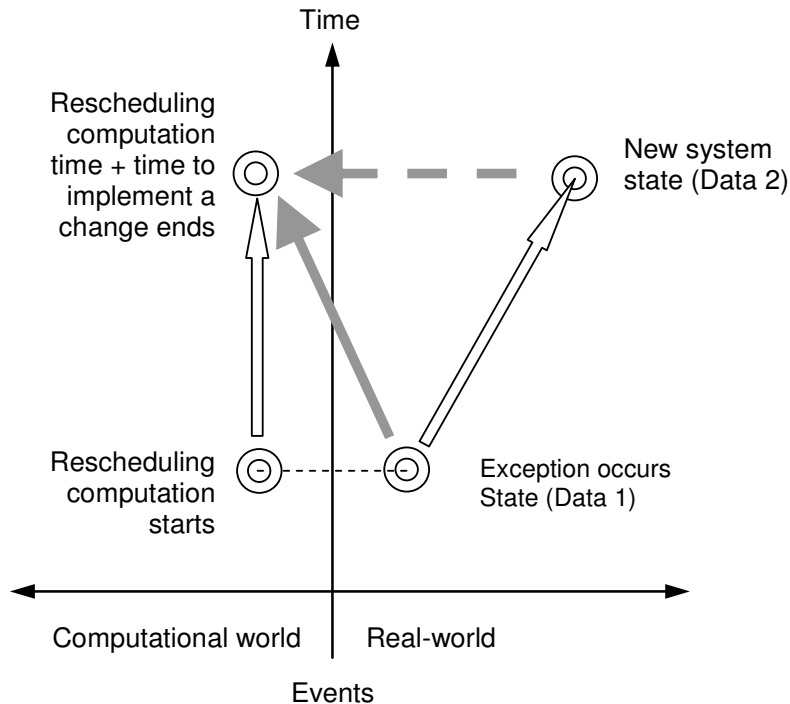 Time
Rescheduling
computation
time + time to
implement a
change ends
New system
state (Data 2)
Rescheduling
computation
starts
Exception occurs
State (Data 1)
Computational world
Real-world
Events